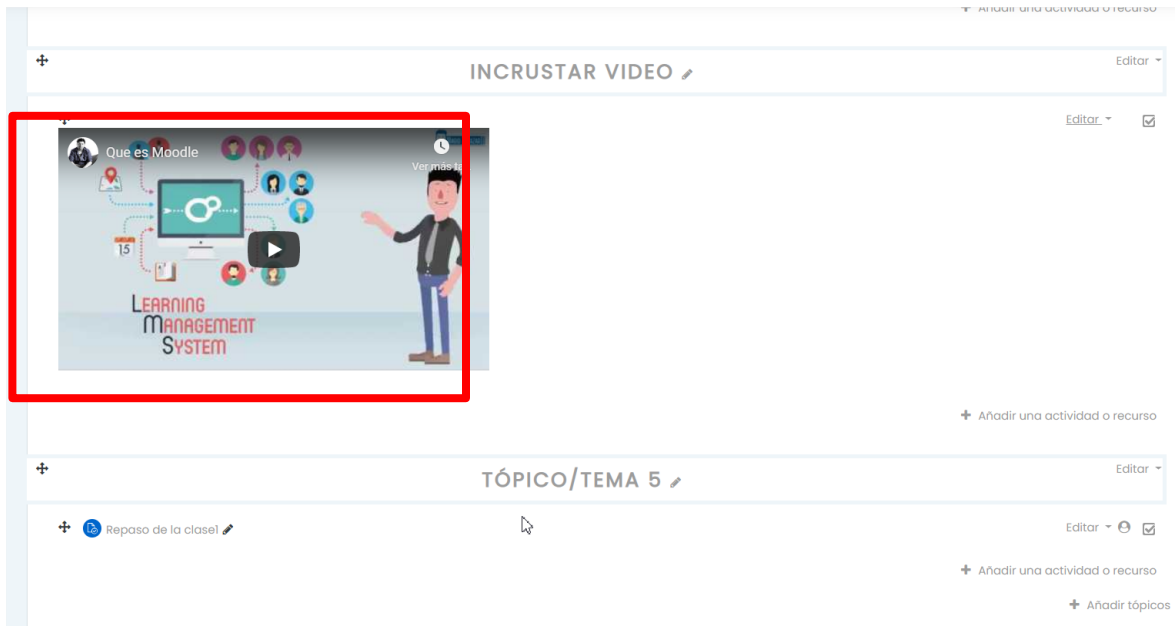 + Añadir una actividad o recurso
Editar
INCRUSTAR VIDEO
Editar
Que es Moodle
Ver más ta
15
LEARNING
MANAGEMENT
SYSTEM
+ Añadir una actividad o recurso
Editar
TÓPICO/TEMA 5
Repaso de la clase1
Editar
+ Añadir una actividad o recurso
+ Añadir tópicos